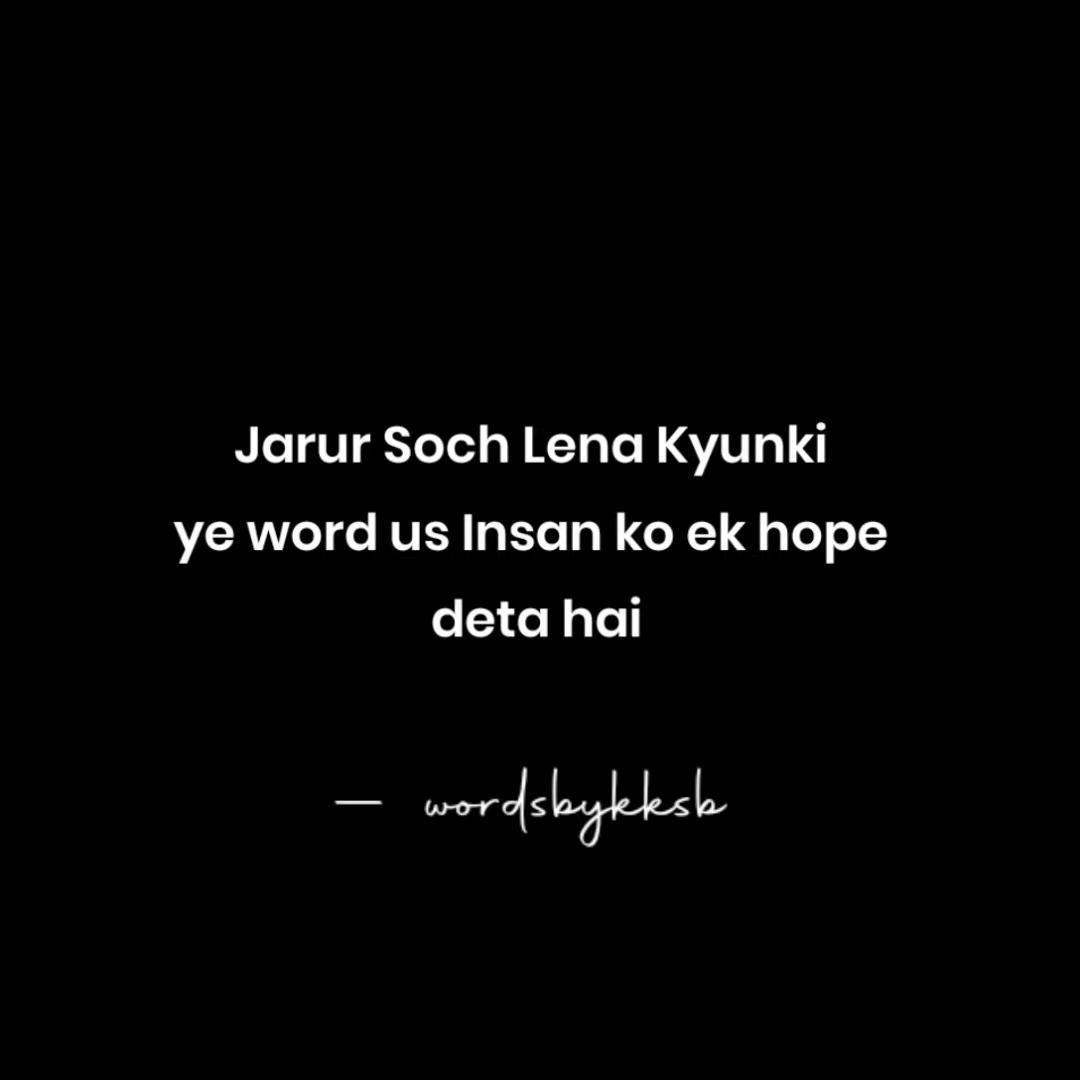 Jarur Soch Lena Kyunki
ye word us Insan ko ek hope
deta hai
— wordsbykksb